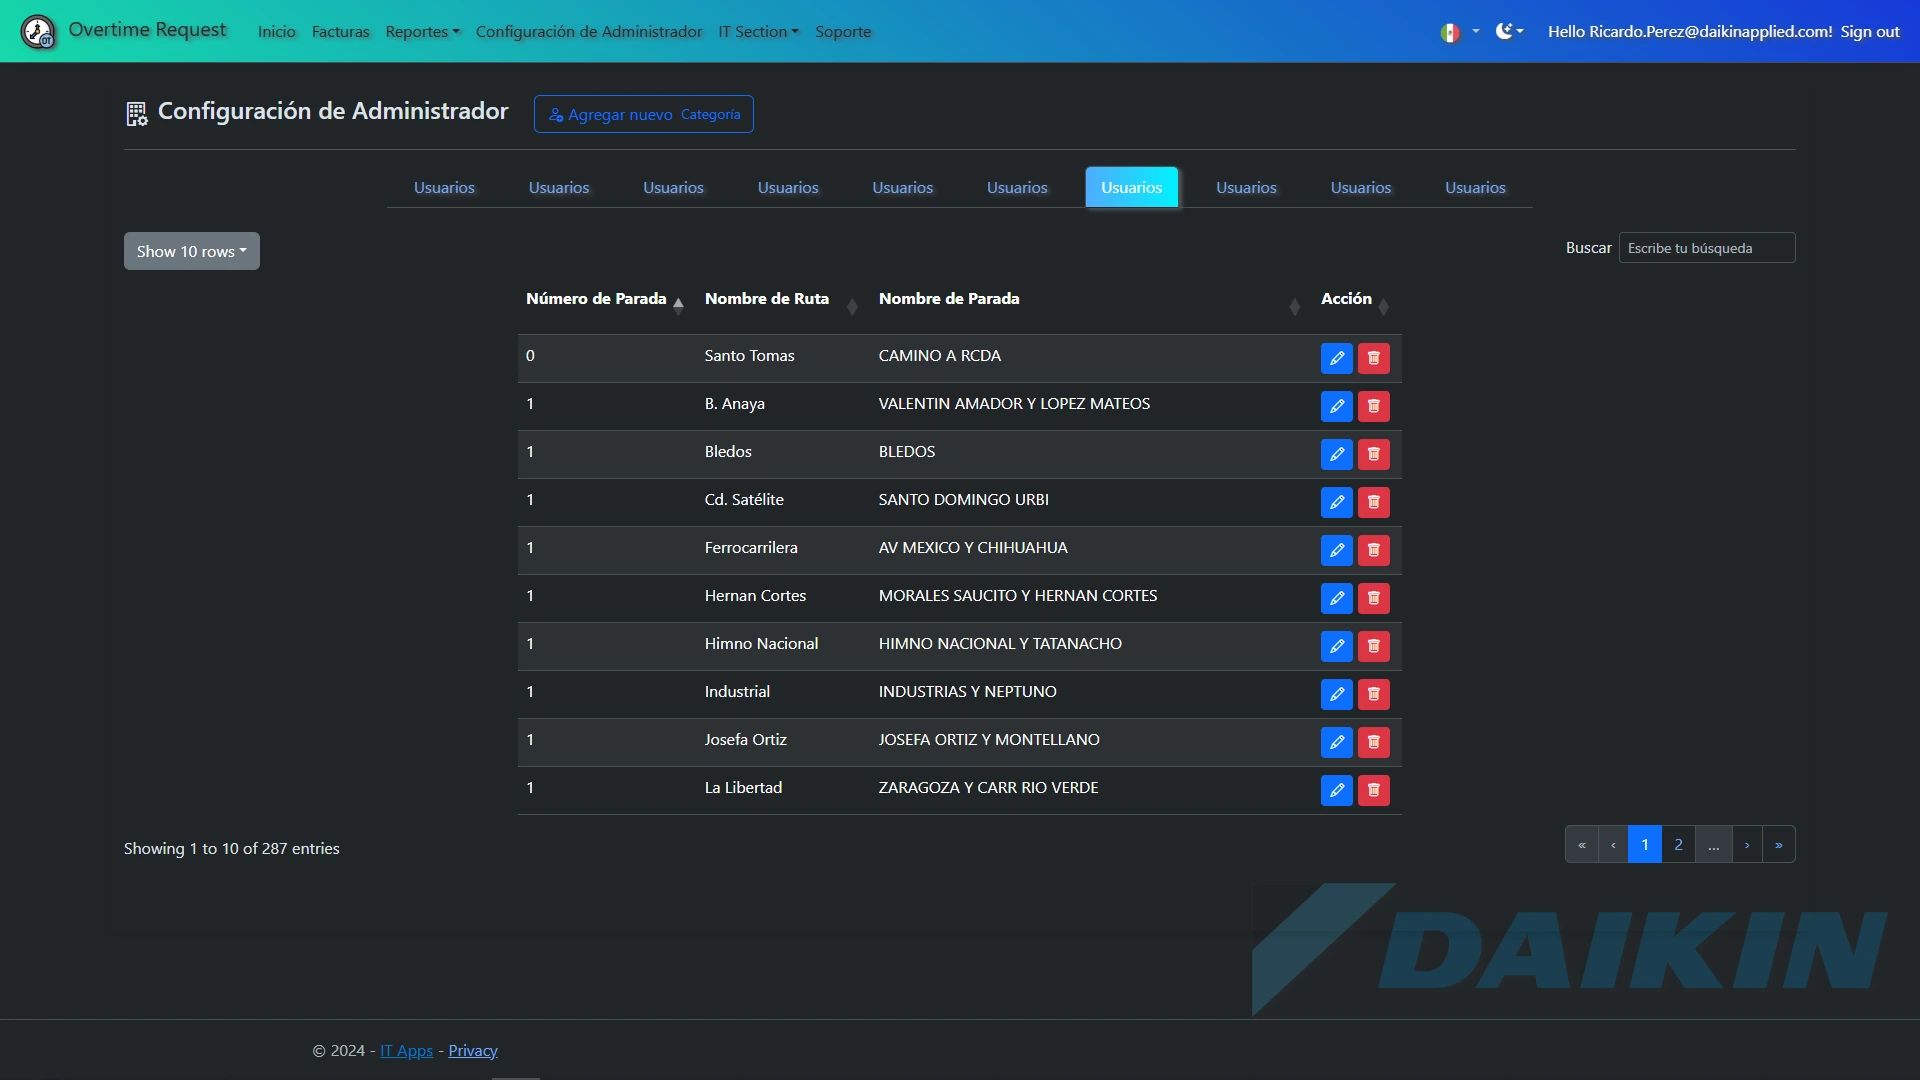 Overtime Request Inicio Facturas Reportes Configuración de Administrador IT Section Soporte Hello Ricardo.Perez@daikinapplied.com! Sign out
Configuración de Administrador Agregar nuevo Categoría
Usuarios Usuarios Usuarios Usuarios Usuarios Usuarios Usuarios Usuarios Usuarios Usuarios
Show 10 rows Buscar Escribe tu búsqueda
Número de Parada Nombre de Ruta Nombre de Parada Acción
0 Santo Tomas CAMINO A RCDA
1 B. Anaya VALENTIN AMADOR Y LOPEZ MATEOS
1 Bledos BLEDOS
1 Cd. Satélite SANTO DOMINGO URBI
1 Ferrocarrilera AV MEXICO Y CHIHUAHUA
1 Hernan Cortes MORALES SAUCITO Y HERNAN CORTES
1 Himno Nacional HIMNO NACIONAL Y TATANACHO
1 Industrial INDUSTRIAS Y NEPTUNO
1 Josefa Ortiz JOSEFA ORTIZ Y MONTELLANO
1 La Libertad ZARAGOZA Y CARR RIO VERDE
Showing 1 to 10 of 287 entries « ‹ 1 2 ... › »
DAIKIN
© 2024 - IT Apps - Privacy